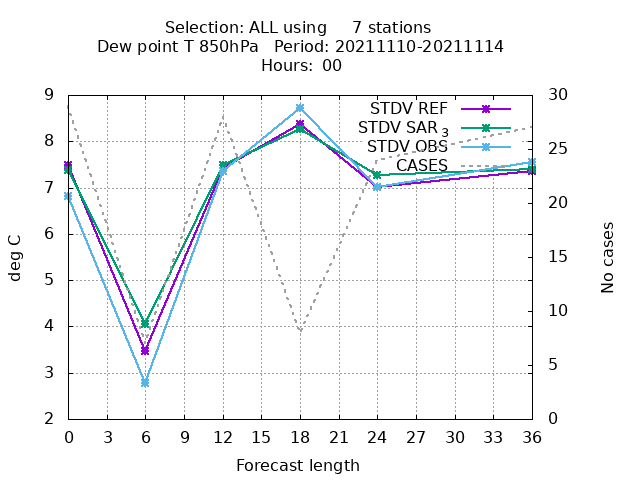 Selection: ALL using 7 stations
Dew point T 850hPa Period: 20211110-20211114
Hours: 00
STDV REF
STDV SAR3
STDV OBS
CASES
9
8
7
6
5
4
3
2
deg C
30
25
20
15
10
5
0
No cases
0 3 6 9 12 15 18 21 24 27 30 33 36
Forecast length